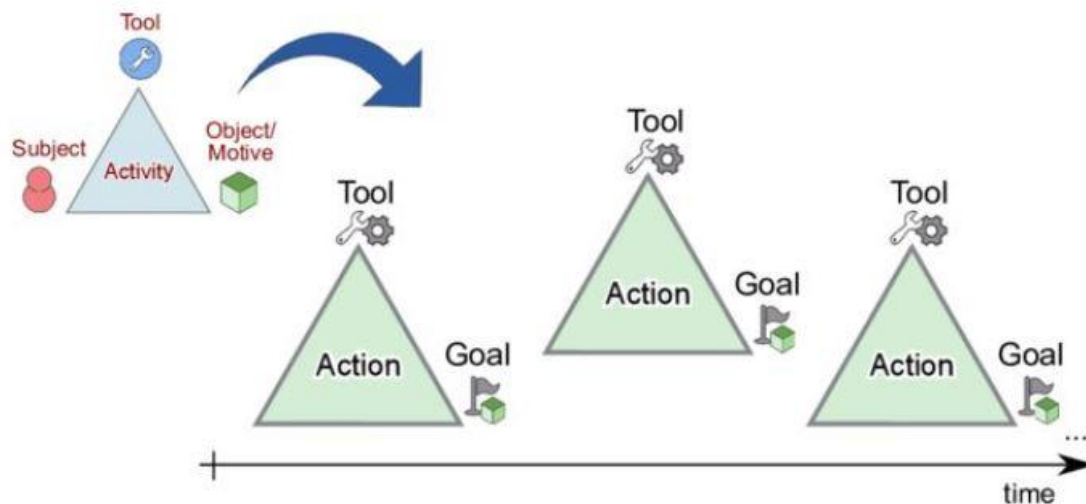 Tool
Subject
Object/
Motive
Activity
Tool
Action
Goal
Tool
Action
Goal
Tool
Action
Goal
...
time